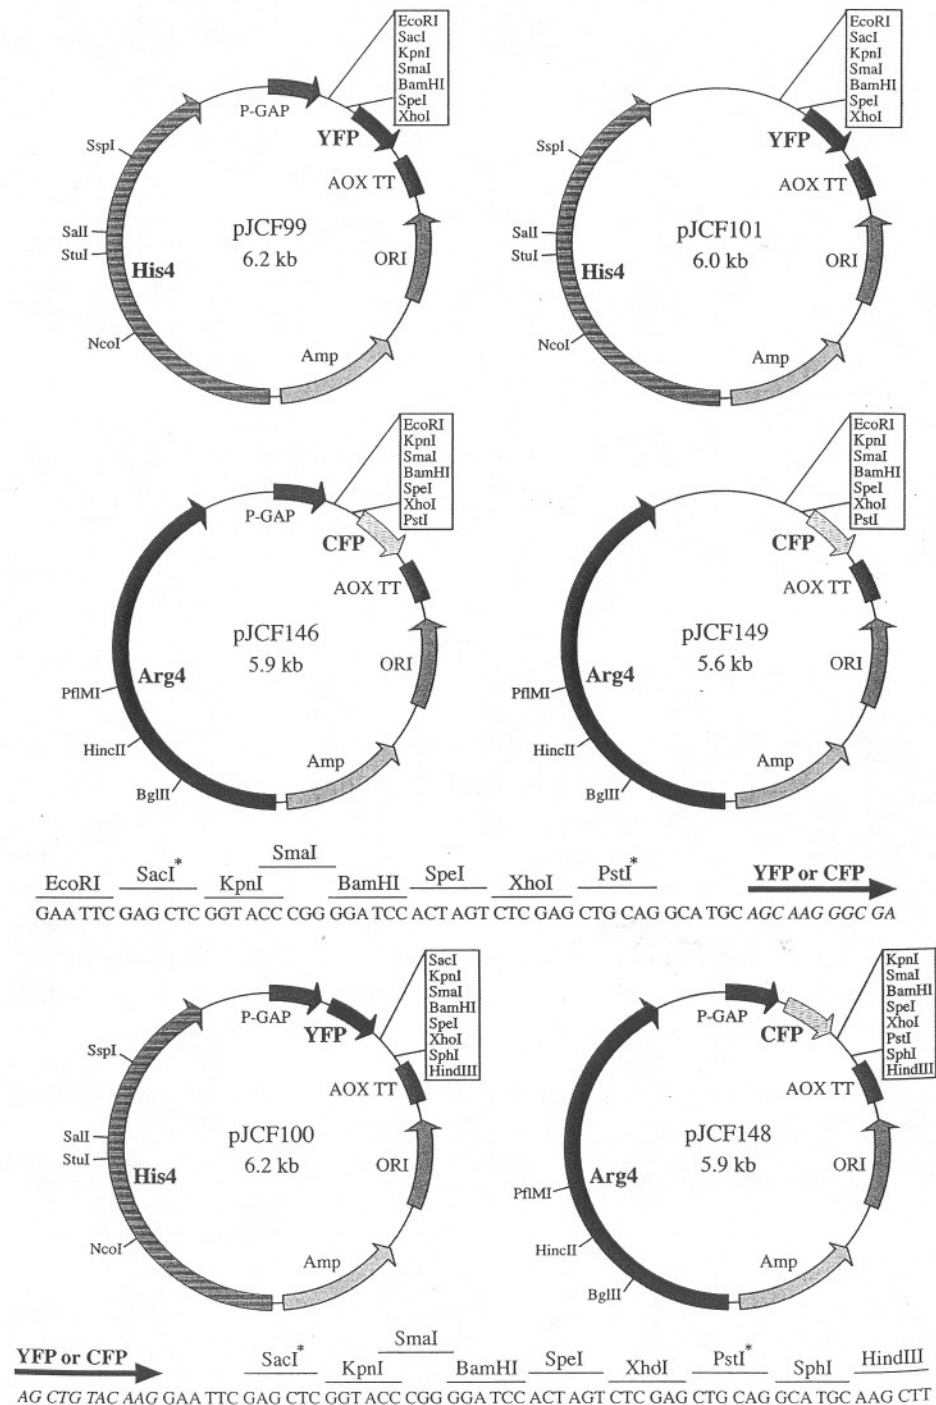 EcoRI
SacI
KpnI
SmaI
BamHI
SpeI
XhoI
P-GAP
YFP
SspI
AOX TT
SalI
StuI
pJCF99
6.2 kb
ORI
His4
NcoI
Amp
EcoRI
SacI
KpnI
SmaI
BamHI
SpeI
XhoI
YFP
SspI
AOX TT
SalI
StuI
pJCF101
6.0 kb
ORI
His4
NcoI
Amp
EcoRI
KpnI
SmaI
BamHI
SpeI
XhoI
PstI
P-GAP
CFP
AOX TT
pJCF146
5.9 kb
ORI
Arg4
PflMI
HincII
BglII
Amp
EcoRI
KpnI
SmaI
BamHI
SpeI
XhoI
PstI
CFP
AOX TT
pJCF149
5.6 kb
ORI
Arg4
PflMI
HincII
BglII
Amp
EcoRI SacI* KpnI SmaI BamHI SpeI XhoI PstI* YFP or CFP
GAA TTC GAG CTC GGT ACC CGG GGA TCC ACT AGT CTC GAG CTG CAG GCA TGC AGC AAG GGC GA
SacI
KpnI
SmaI
BamHI
SpeI
XhoI
SphI
HindIII
P-GAP
YFP
SspI
AOX TT
SalI
StuI
pJCF100
6.2 kb
ORI
His4
NcoI
Amp
KpnI
SmaI
BamHI
SpeI
XhoI
PstI
SphI
HindIII
P-GAP
CFP
AOX TT
pJCF148
5.9 kb
ORI
Arg4
PflMI
HincII
BglII
Amp
YFP or CFP SacI* KpnI SmaI BamHI SpeI XhoI PstI* SphI HindIII
AG CTG TAC AAG GAA TTC GAG CTC GGT ACC CGG GGA TCC ACT AGT CTC GAG CTG CAG GCA TGC AAG CTT